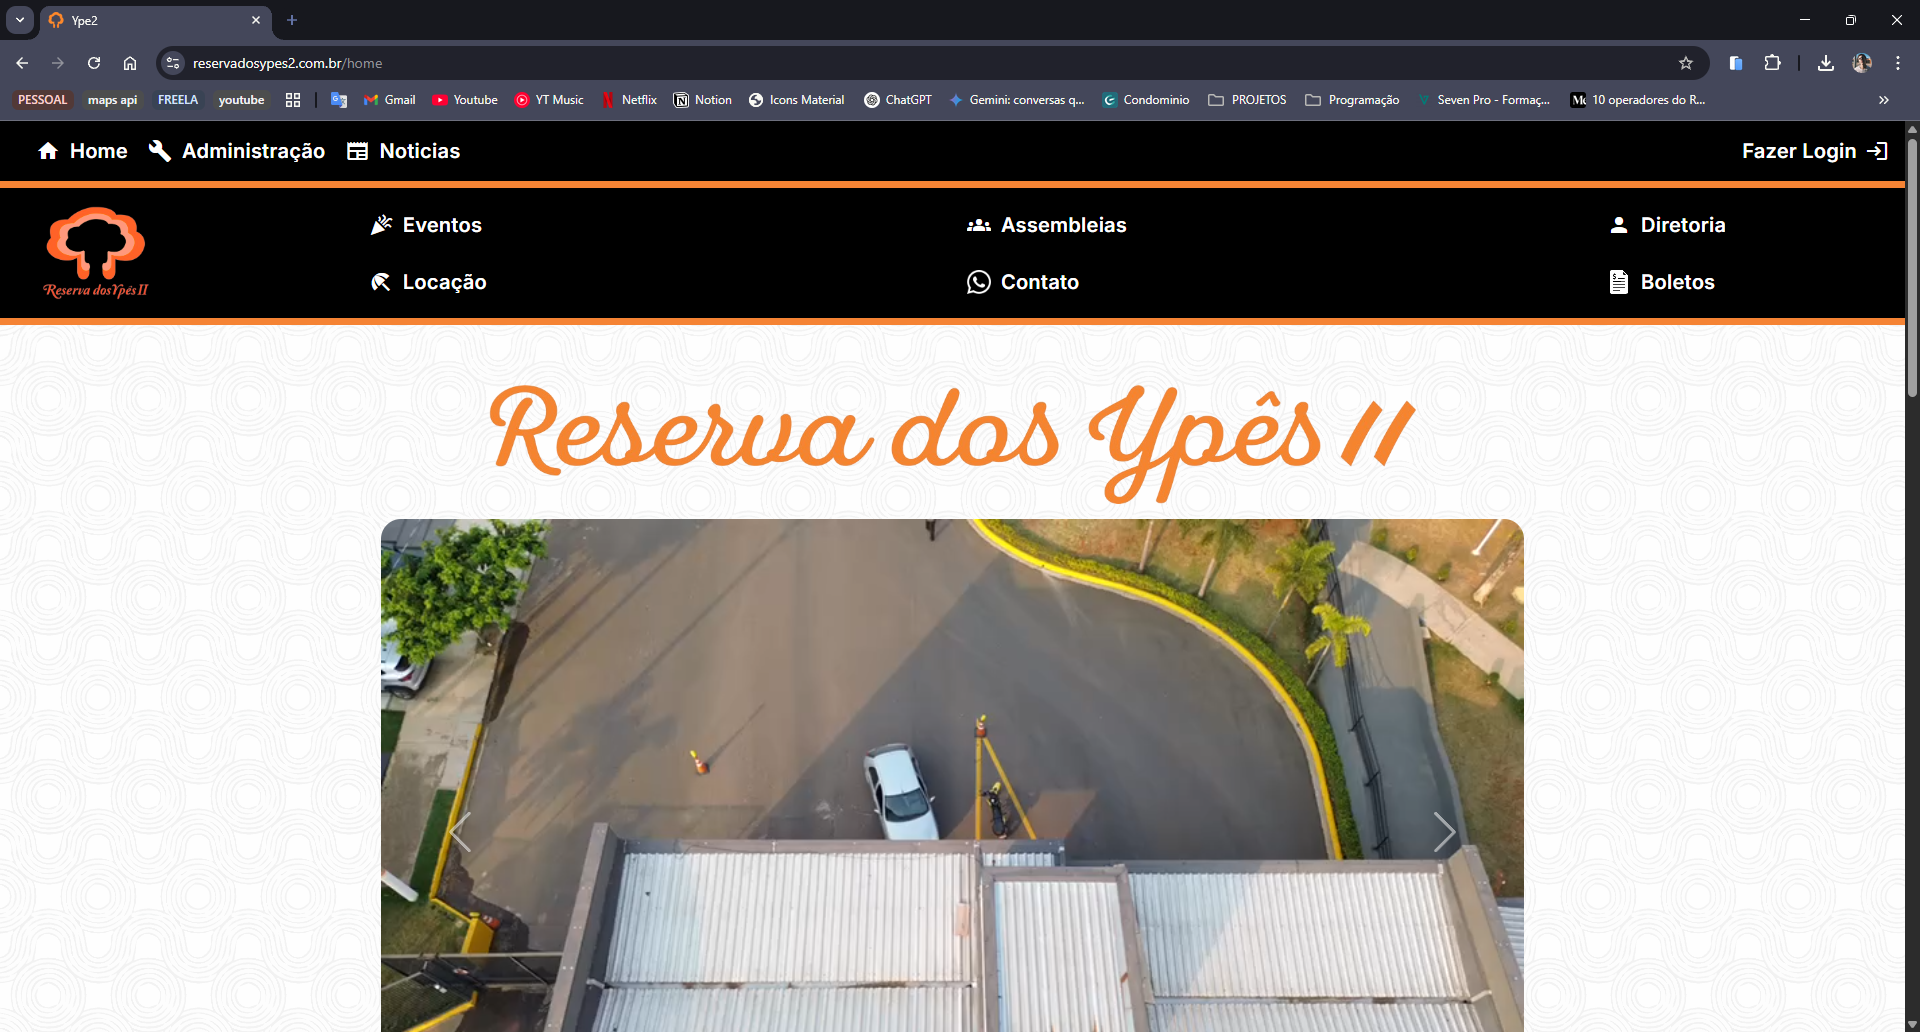 Ype2
reservadosypes2.com.br/home
PESSOAL maps api FREELA youtube Gmail Youtube YT Music Netflix Notion Icons Material ChatGPT Gemini: conversas q... Condominio PROJETOS Programação Seven Pro - Formaç... 10 operadores do R...
Home Administração Noticias Fazer Login
Eventos Assembleias Diretoria
Locação Contato Boletos
Reserva dos Ypês II
Reserva dos Ypês II